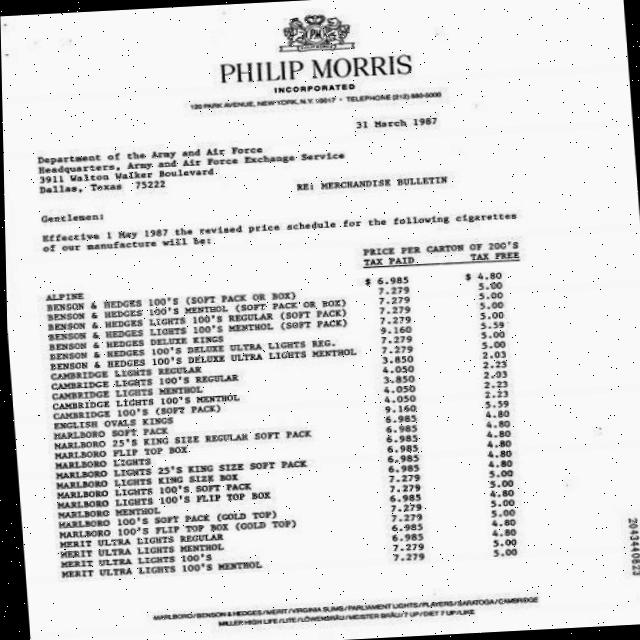 PHILIP MORRIS
INCORPORATED
120 PARK AVENUE, NEW YORK, N.Y. 10017 • TELEPHONE (212) 880-5000
31 March 1987
Department of the Army and Air Force
Headquarters, Army and Air Force Exchange Service
3911 Walton Walker Boulevard
Dallas, Texas 75222
RE: MERCHANDISE BULLETIN
Gentlemen:
Effective 1 May 1987 the revised price schedule for the following cigarettes
of our manufacture will be:
PRICE PER CARTON OF 200'S
TAX PAID TAX FREE
ALPINE $ 6.985 $ 4.80
BENSON & HEDGES 100'S (SOFT PACK OR BOX) 7.279 5.00
BENSON & HEDGES 100'S MENTHOL (SOFT PACK OR BOX) 7.279 5.00
BENSON & HEDGES LIGHTS 100'S REGULAR (SOFT PACK) 7.279 5.00
BENSON & HEDGES LIGHTS 100'S MENTHOL (SOFT PACK) 7.279 5.00
BENSON & HEDGES DELUXE KINGS 9.160 5.59
BENSON & HEDGES 100'S DELUXE ULTRA LIGHTS REG. 7.279 5.00
BENSON & HEDGES 100'S DELUXE ULTRA LIGHTS MENTHOL 7.279 5.00
CAMBRIDGE LIGHTS REGULAR 3.850 2.03
CAMBRIDGE LIGHTS 100'S REGULAR 4.050 2.23
CAMBRIDGE LIGHTS MENTHOL 3.850 2.03
CAMBRIDGE LIGHTS 100'S MENTHOL 4.050 2.23
CAMBRIDGE 100'S (SOFT PACK) 4.050 2.23
ENGLISH OVALS KINGS 9.160 5.59
MARLBORO SOFT PACK 6.985 4.80
MARLBORO 25'S KING SIZE REGULAR SOFT PACK 6.985 4.80
MARLBORO FLIP TOP BOX 6.985 4.80
MARLBORO LIGHTS 6.985 4.80
MARLBORO LIGHTS 25'S KING SIZE SOFT PACK 6.985 4.80
MARLBORO LIGHTS KING SIZE BOX 6.985 4.80
MARLBORO LIGHTS 100'S SOFT PACK 7.279 5.00
MARLBORO LIGHTS 100'S FLIP TOP BOX 7.279 5.00
MARLBORO MENTHOL 6.985 4.80
MARLBORO 100'S SOFT PACK (GOLD TOP) 7.279 5.00
MARLBORO 100'S FLIP TOP BOX (GOLD TOP) 7.279 5.00
MERIT ULTRA LIGHTS REGULAR 6.985 4.80
MERIT ULTRA LIGHTS MENTHOL 6.985 4.80
MERIT ULTRA LIGHTS 100'S 7.279 5.00
MERIT ULTRA LIGHTS 100'S MENTHOL 7.279 5.00
2043440823
MARLBORO/BENSON & HEDGES/MERIT/VIRGINIA SLIMS/PARLIAMENT LIGHTS/PLAYERS/SARATOGA/CAMBRIDGE
MILLER HIGH LIFE/LITE/LÖWENBRÄU/MEISTER BRÄU/7 UP/DIET 7 UP/LIKE